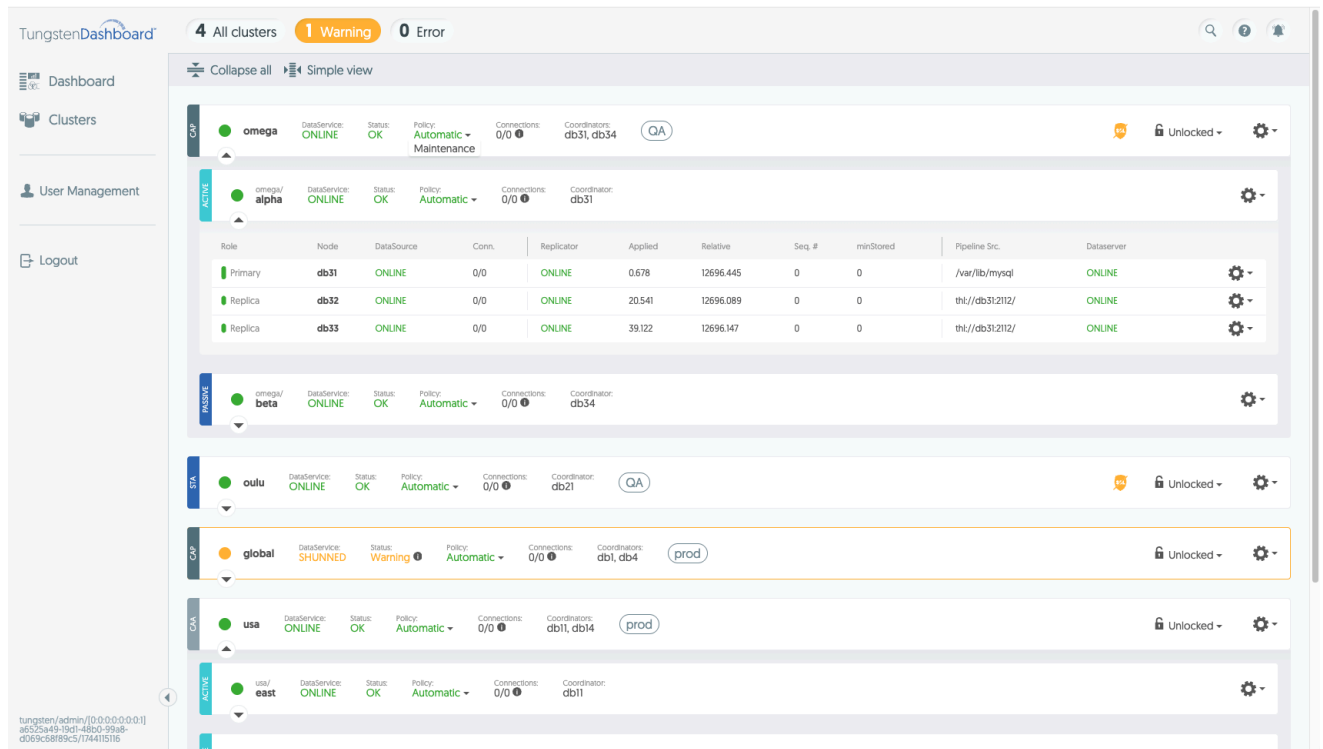 TungstenDashboard
4 All clusters 1 Warning 0 Error
Collapse all Simple view
Dashboard
Clusters
User Management
Logout
tungsten/admin/[0:0:0:0:0:0:0:1]
a6525a49-19d1-48b0-99a8-
d069c68f89c5/1744115116
CAP
omega DataService: ONLINE Status: OK Policy: Automatic Connections: 0/0 Coordinators: db31, db34 QA Unlocked
Maintenance
ACTIVE
omega/ alpha DataService: ONLINE Status: OK Policy: Automatic Connections: 0/0 Coordinator: db31
Role Node DataSource Conn. Replicator Applied Relative Seq. # minStored Pipeline Src. Dataserver
Primary db31 ONLINE 0/0 ONLINE 0.678 12696.445 0 0 /var/lib/mysql ONLINE
Replica db32 ONLINE 0/0 ONLINE 20.541 12696.089 0 0 thl://db31:2112/ ONLINE
Replica db33 ONLINE 0/0 ONLINE 39.122 12696.147 0 0 thl://db31:2112/ ONLINE
PASSIVE
omega/ beta DataService: ONLINE Status: OK Policy: Automatic Connections: 0/0 Coordinator: db34
STA
oulu DataService: ONLINE Status: OK Policy: Automatic Connections: 0/0 Coordinator: db21 QA Unlocked
CAP
global DataService: SHUNNED Status: Warning Policy: Automatic Connections: 0/0 Coordinators: db1, db4 prod Unlocked
CAA
usa DataService: ONLINE Status: OK Policy: Automatic Connections: 0/0 Coordinators: db11, db14 prod Unlocked
ACTIVE
usa/ east DataService: ONLINE Status: OK Policy: Automatic Connections: 0/0 Coordinator: db11